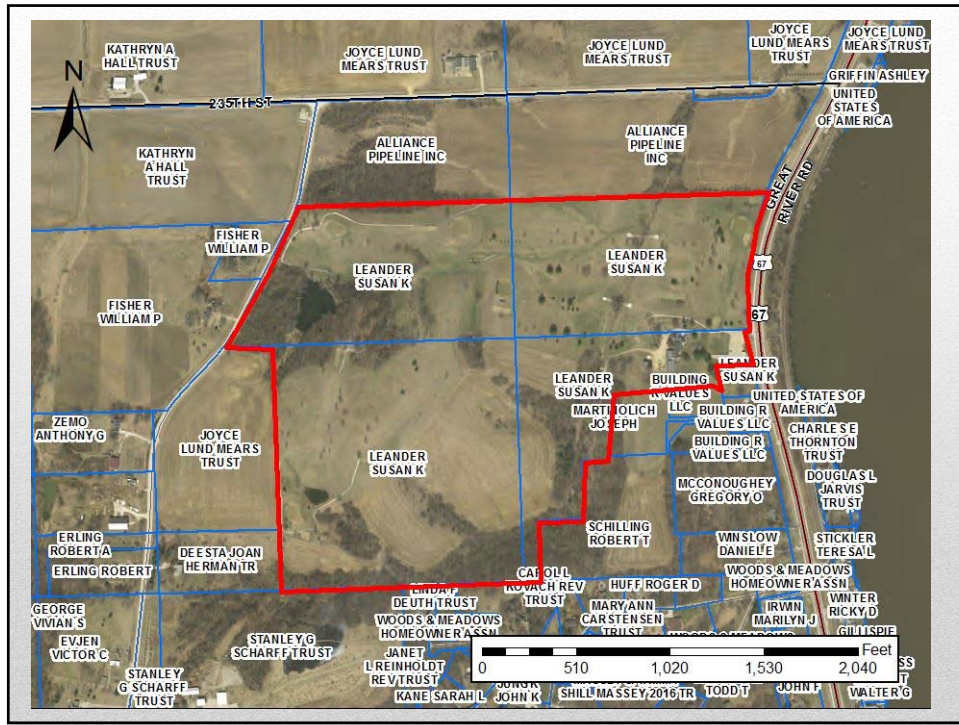 KATHRYN A
HALL TRUST
JOYCE LUND
MEARS TRUST
JOYCE LUND
MEARS TRUST
JOYCE
LUND MEARS
TRUST
JOYCE LUND
MEARS TRUST
N
GRIFFIN ASHLEY
235TH ST
UNITED
STATES
OF AMERICA
KATHRYN
A HALL
TRUST
ALLIANCE
PIPELINE INC
ALLIANCE
PIPELINE
INC
GREAT
RIVER RD
FISHER
WILLIAM P
LEANDER
SUSAN K
LEANDER
SUSAN K
67
FISHER
WILLIAM P
67
LEANDER
SUSAN K
LEANDER
SUSAN K
BUILDING
R VALUES
LLC
UNITED STATES OF
AMERICA
MARTINOLICH
JOSEPH
BUILDING R
VALUES LLC
ZEMO
ANTHONY G
CHARLES E
THORNTON
TRUST
JOYCE
LUND MEARS
TRUST
BUILDING R
VALUES LLC
LEANDER
SUSAN K
MCCONOUGHEY
GREGORY O
DOUGLAS L
JARVIS
TRUST
SCHILLING
ROBERT T
ERLING
ROBERT A
WINSLOW
DANIEL E
STICKLER
TERESA L
DEESTA JOAN
HERMAN TR
ERLING ROBERT
WOODS & MEADOWS
HOMEOWNER ASSN
CAROL L
KOVACH REV
TRUST
HUFF ROGER D
LINDA F
DEUTH TRUST
WINTER
RICKY D
GEORGE
VIVIAN S
MARY ANN
CARSTENSEN
TRUST
IRWIN
MARILYN J
WOODS & MEADOWS
HOMEOWNER ASSN
EVJEN
VICTOR C
STANLEY G
SCHARFF TRUST
GILLISPIE
WOODS & MEADOWS
JANET
L REINHOLDT
REV TRUST
Feet
0 510 1,020 1,530 2,040
STANLEY
G SCHARFF
TRUST
JOHN K
KANE SARAH L
SHILL MASSEY 2016 TR
TODD T
JOHN F
WALTER G